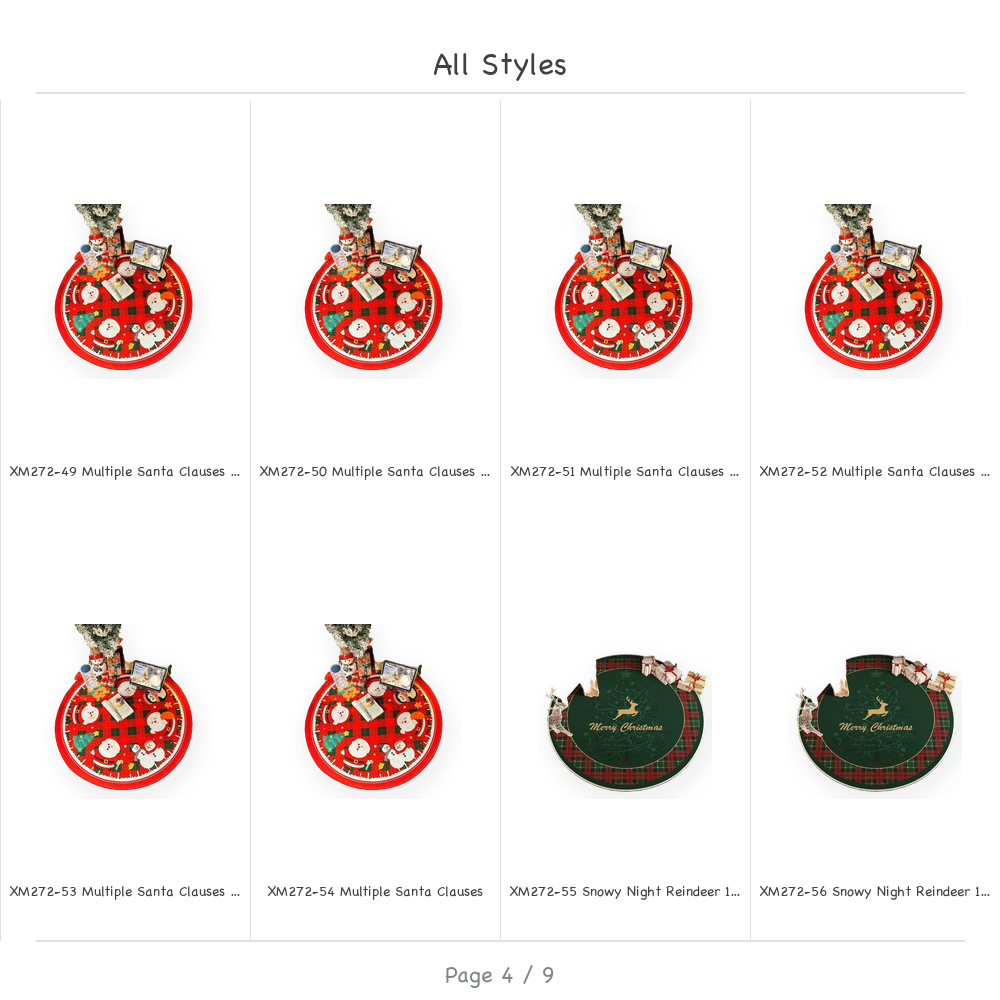 All Styles
XM272-49 Multiple Santa Clauses ...
XM272-50 Multiple Santa Clauses ...
XM272-51 Multiple Santa Clauses ...
XM272-52 Multiple Santa Clauses ...
XM272-53 Multiple Santa Clauses ...
XM272-54 Multiple Santa Clauses
Merry Christmas
XM272-55 Snowy Night Reindeer 1...
Merry Christmas
XM272-56 Snowy Night Reindeer 1...
Page 4 / 9